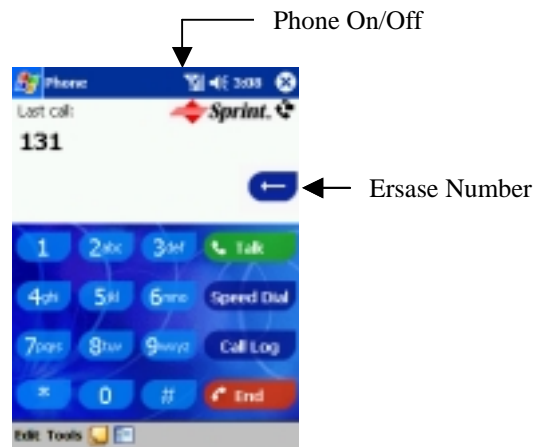 Phone On/Off
Phone 3:08
Last call: Sprint.
131
Ersase Number
1 2abc 3def Talk
4ghi 5jkl 6mno Speed Dial
7pqrs 8tuv 9wxyz Call Log
* 0 # End
Edit Tools